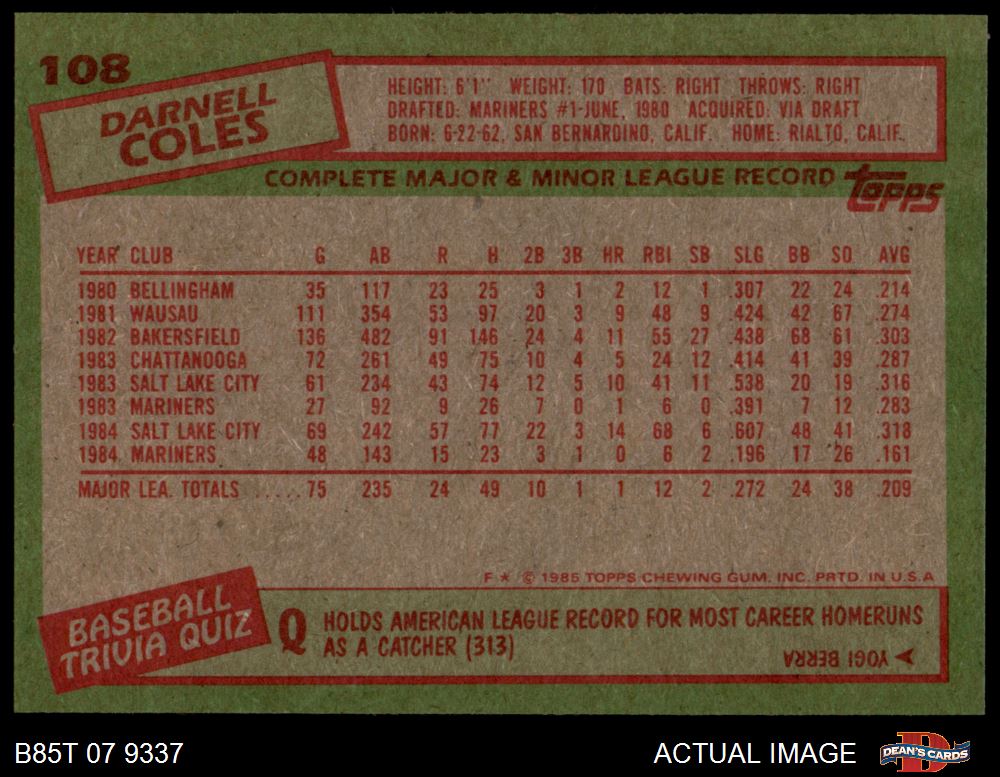 108
DARNELL
COLES
HEIGHT: 6'1" WEIGHT: 170 BATS: RIGHT THROWS: RIGHT
DRAFTED: MARINERS #1-JUNE, 1980 ACQUIRED: VIA DRAFT
BORN: 6-22-62, SAN BERNARDINO, CALIF. HOME: RIALTO, CALIF.
COMPLETE MAJOR & MINOR LEAGUE RECORD
topps
YEAR CLUB G AB R H 2B 3B HR RBI SB SLG BB SO AVG
1980 BELLINGHAM 35 117 23 25 3 1 2 12 1 .307 22 24 .214
1981 WAUSAU 111 354 53 97 20 3 9 48 9 .424 42 67 .274
1982 BAKERSFIELD 136 482 91 146 24 4 11 55 27 .438 68 61 .303
1983 CHATTANOOGA 72 261 49 75 10 4 5 24 12 .414 41 39 .287
1983 SALT LAKE CITY 61 234 43 74 12 5 10 41 11 .538 20 19 .316
1983 MARINERS 27 92 9 26 7 0 1 6 0 .391 7 12 .283
1984 SALT LAKE CITY 69 242 57 77 22 3 14 68 6 .607 48 41 .318
1984 MARINERS 48 143 15 23 3 1 0 6 2 .196 17 26 .161
MAJOR LEA. TOTALS .....75 235 24 49 10 1 1 12 2 .272 24 38 .209
F ★ © 1985 TOPPS CHEWING GUM, INC. PRTD. IN U.S.A
BASEBALL
TRIVIA QUIZ
Q HOLDS AMERICAN LEAGUE RECORD FOR MOST CAREER HOMERUNS
AS A CATCHER (313)
YOGI BERRA
B85T 07 9337
ACTUAL IMAGE
DEAN'S CARDS